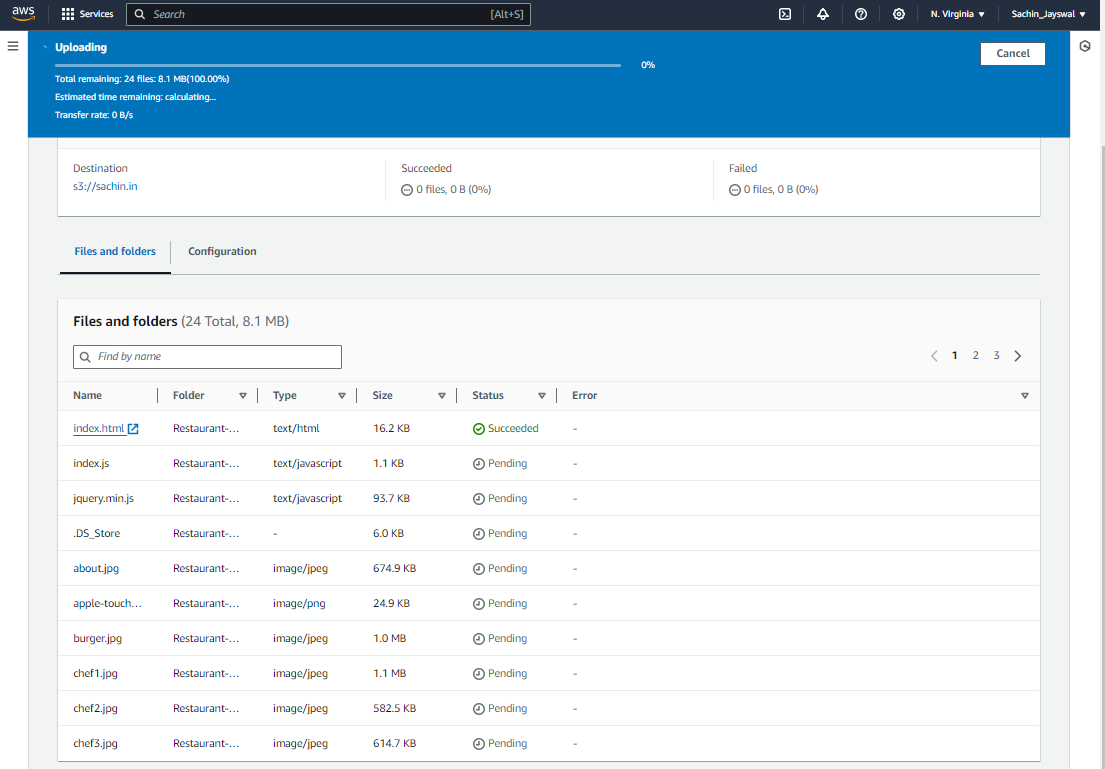 aws Services Search [Alt+S] N. Virginia Sachin_Jayswal
Uploading
0%
Cancel
Total remaining: 24 files: 8.1 MB(100.00%)
Estimated time remaining: calculating...
Transfer rate: 0 B/s
Destination Succeeded Failed
s3://sachin.in 0 files, 0 B (0%) 0 files, 0 B (0%)
Files and folders Configuration
Files and folders (24 Total, 8.1 MB)
Find by name 1 2 3
Name Folder Type Size Status Error
index.html Restaurant-... text/html 16.2 KB Succeeded -
index.js Restaurant-... text/javascript 1.1 KB Pending -
jquery.min.js Restaurant-... text/javascript 93.7 KB Pending -
.DS_Store Restaurant-... - 6.0 KB Pending -
about.jpg Restaurant-... image/jpeg 674.9 KB Pending -
apple-touch... Restaurant-... image/png 24.9 KB Pending -
burger.jpg Restaurant-... image/jpeg 1.0 MB Pending -
chef1.jpg Restaurant-... image/jpeg 1.1 MB Pending -
chef2.jpg Restaurant-... image/jpeg 582.5 KB Pending -
chef3.jpg Restaurant-... image/jpeg 614.7 KB Pending -